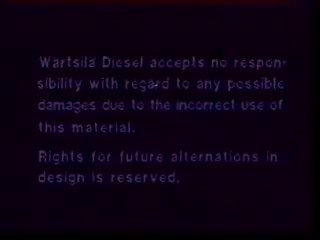 Wärtsilä Diesel accepts no respon-
sibility with regard to any possible
damages due to the incorrect use of
this material.
Rights for future alternations in
design is reserved.